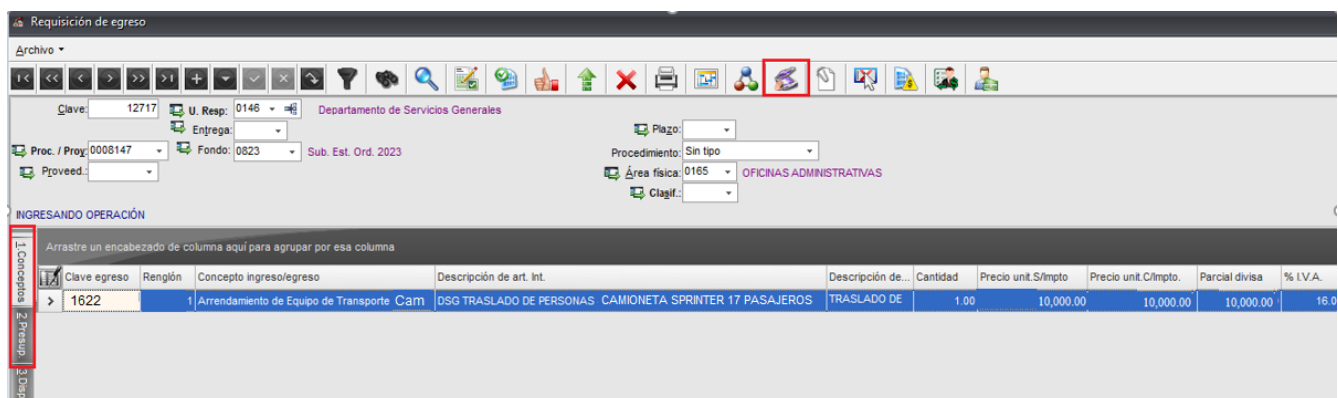 Requisición de egreso
Archivo
Clave: 12717 U. Resp: 0146 Departamento de Servicios Generales
Entrega: Plazo:
Proc. / Proy: 0008147 Fondo: 0823 Sub. Est. Ord. 2023 Procedimiento: Sin tipo
Proveed.: Área física: 0165 OFICINAS ADMINISTRATIVAS
Clasif.:
INGRESANDO OPERACIÓN
Arrastre un encabezado de columna aquí para agrupar por esa columna
Clave egreso Renglón Concepto ingreso/egreso Descripción de art. Int. Descripción de... Cantidad Precio unit.S/Impto Precio unit.C/Impto. Parcial divisa % I.V.A.
1622 1 Arrendamiento de Equipo de Transporte Cam DSG TRASLADO DE PERSONAS CAMIONETA SPRINTER 17 PASAJEROS TRASLADO DE 1.00 10,000.00 10,000.00 10,000.00 16.0
1.Conceptos
2.Presup.
3.Disp